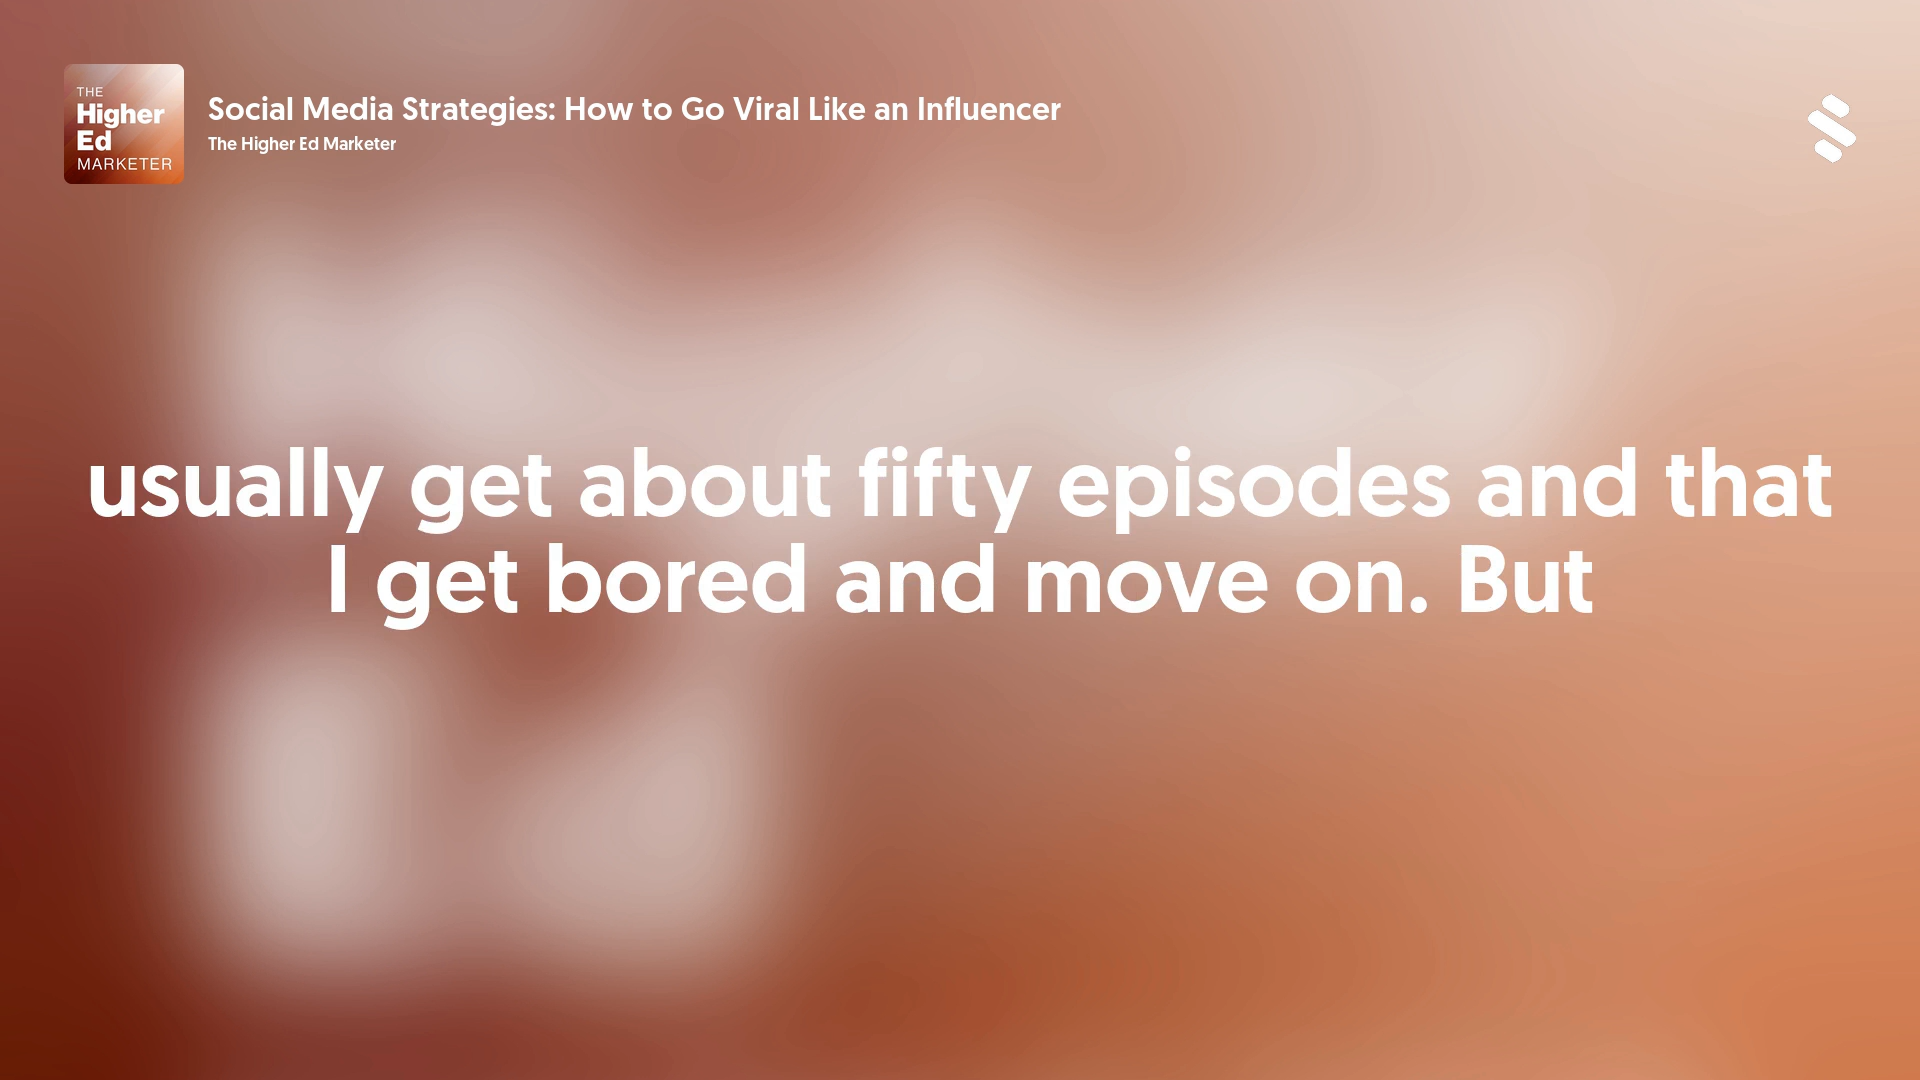 THE
Higher
Ed
MARKETER
Social Media Strategies: How to Go Viral Like an Influencer
The Higher Ed Marketer
usually get about fifty episodes and that
I get bored and move on. But